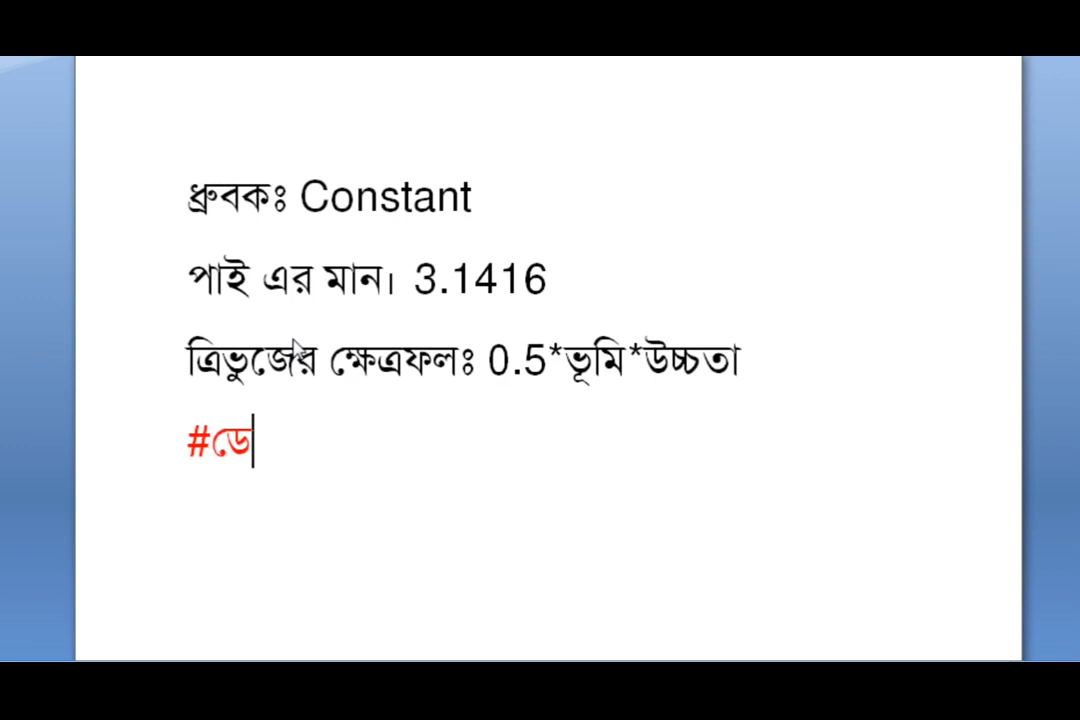 ধ্রুবকঃ Constant
পাই এর মান। 3.1416
ত্রিভুজের ক্ষেত্রফলঃ 0.5*ভূমি*উচ্চতা
#ডে